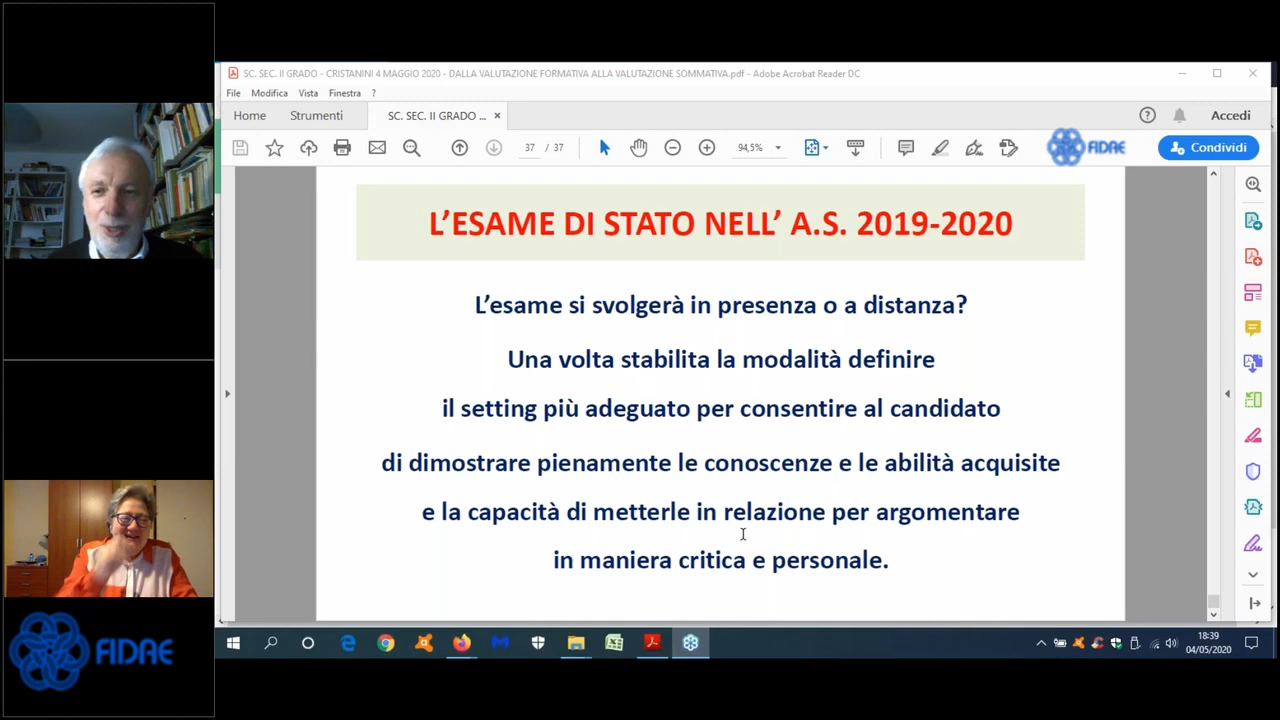 SC. SEC. II GRADO - CRISTANINI 4 MAGGIO 2020 - DALLA VALUTAZIONE FORMATIVA ALLA VALUTAZIONE SOMMATIVA.pdf - Adobe Acrobat Reader DC
File Modifica Vista Finestra ?
Home Strumenti SC. SEC. II GRADO ... × Accedi
37 / 37 94,5% FIDAE Condividi
L’ESAME DI STATO NELL’ A.S. 2019-2020
L’esame si svolgerà in presenza o a distanza?
Una volta stabilita la modalità definire
il setting più adeguato per consentire al candidato
di dimostrare pienamente le conoscenze e le abilità acquisite
e la capacità di metterle in relazione per argomentare
in maniera critica e personale.
FIDAE
18:39
04/05/2020